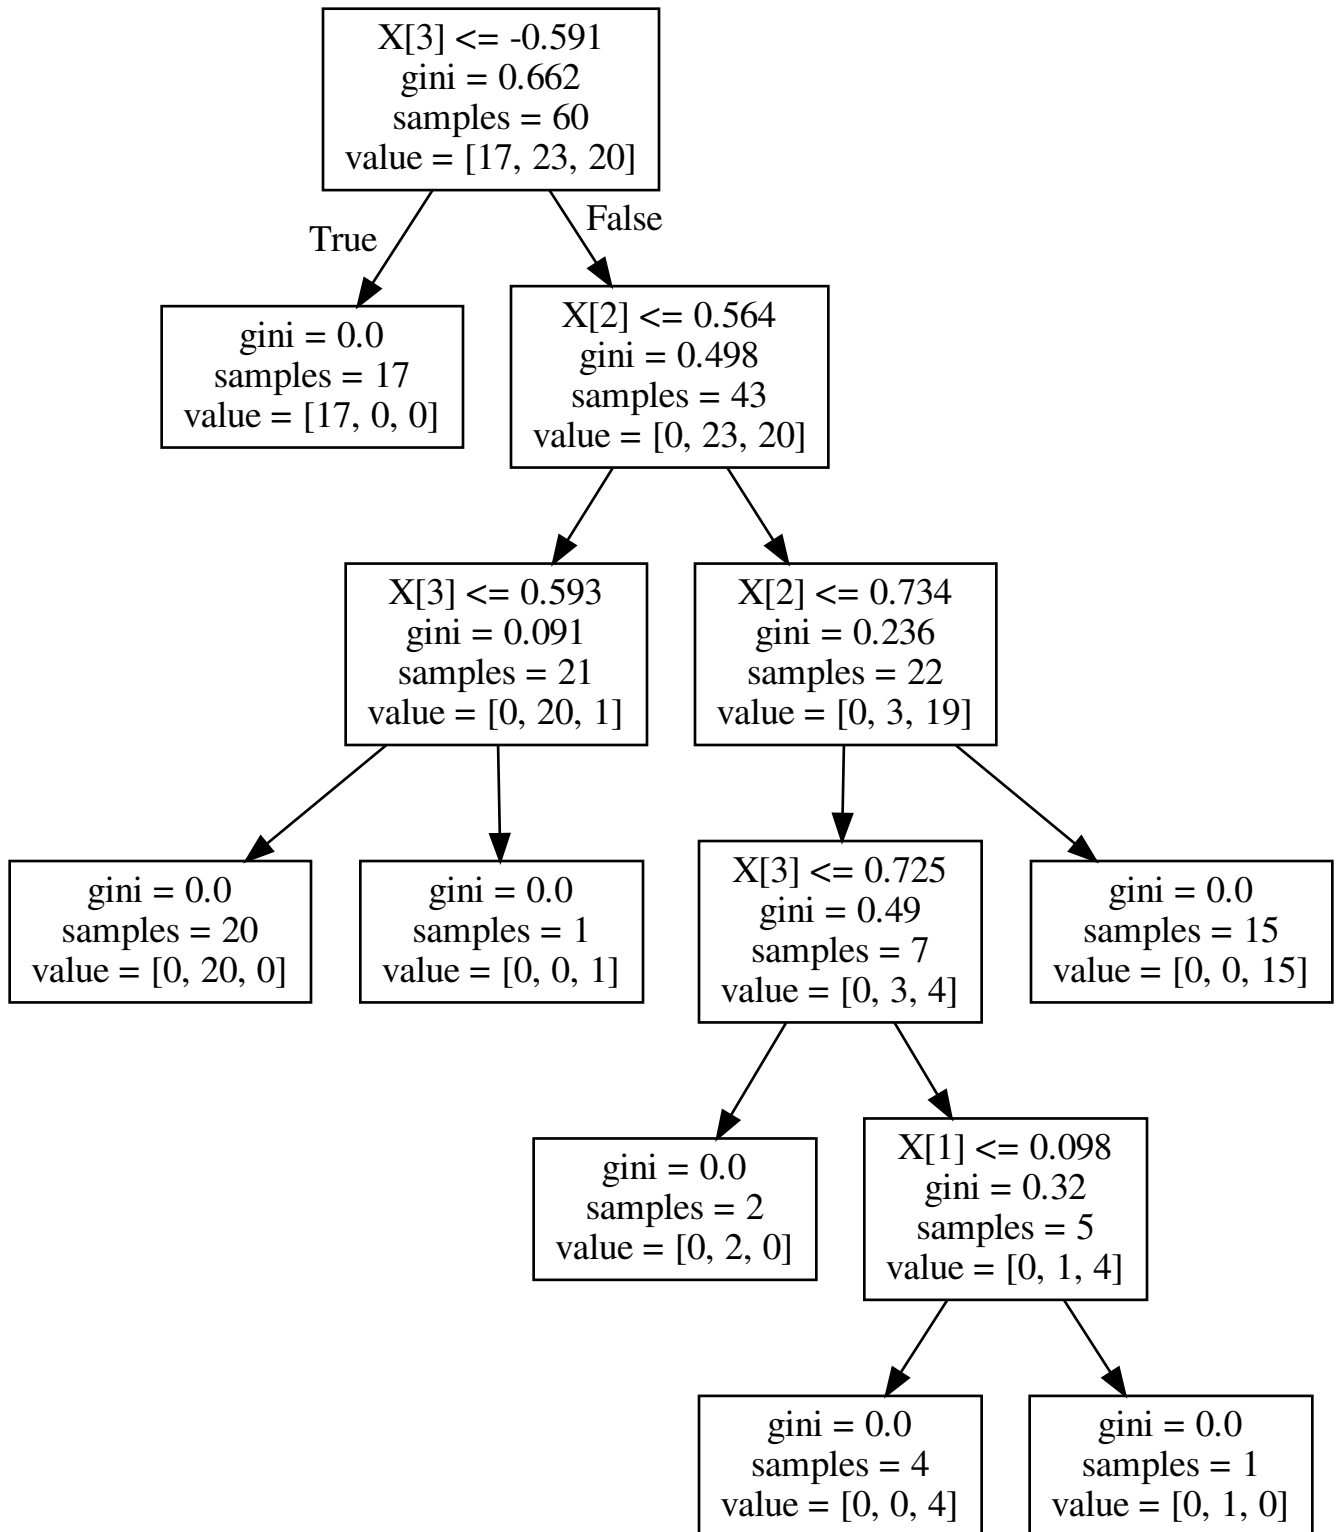 X[3] <= -0.591
gini = 0.662
samples = 60
value = [17, 23, 20]
True
False
gini = 0.0
samples = 17
value = [17, 0, 0]
X[2] <= 0.564
gini = 0.498
samples = 43
value = [0, 23, 20]
X[3] <= 0.593
gini = 0.091
samples = 21
value = [0, 20, 1]
X[2] <= 0.734
gini = 0.236
samples = 22
value = [0, 3, 19]
gini = 0.0
samples = 20
value = [0, 20, 0]
gini = 0.0
samples = 1
value = [0, 0, 1]
X[3] <= 0.725
gini = 0.49
samples = 7
value = [0, 3, 4]
gini = 0.0
samples = 15
value = [0, 0, 15]
gini = 0.0
samples = 2
value = [0, 2, 0]
X[1] <= 0.098
gini = 0.32
samples = 5
value = [0, 1, 4]
gini = 0.0
samples = 4
value = [0, 0, 4]
gini = 0.0
samples = 1
value = [0, 1, 0]